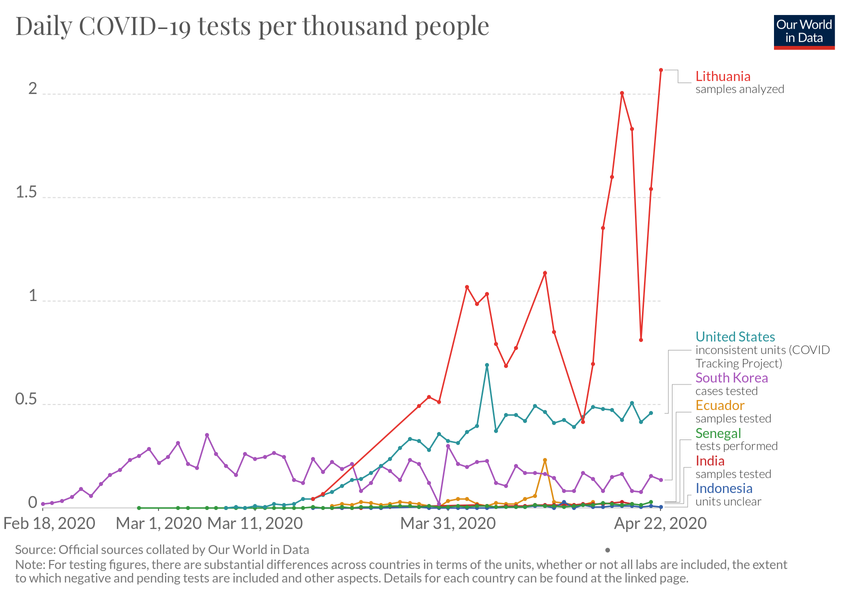 Daily COVID-19 tests per thousand people
Our World
in Data
2
1.5
1
0.5
0
Lithuania
samples analyzed
United States
inconsistent units (COVID
Tracking Project)
South Korea
cases tested
Ecuador
samples tested
Senegal
tests performed
India
samples tested
Indonesia
units unclear
Feb 18, 2020
Mar 1, 2020
Mar 11, 2020
Mar 31, 2020
Apr 22, 2020
Source: Official sources collated by Our World in Data
Note: For testing figures, there are substantial differences across countries in terms of the units, whether or not all labs are included, the extent
to which negative and pending tests are included and other aspects. Details for each country can be found at the linked page.